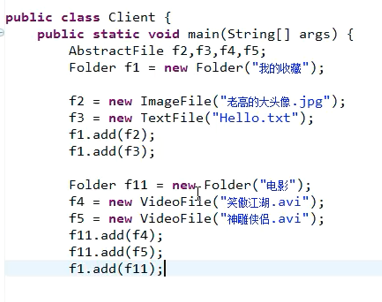 public class Client {
public static void main(String[] args) {
AbstractFile f2,f3,f4,f5;
Folder f1 = new Folder("我的收藏");
f2 = new ImageFile("老高的大头像.jpg");
f3 = new TextFile("Hello.txt");
f1.add(f2);
f1.add(f3);
Folder f11 = new Folder("电影");
f4 = new VideoFile("笑傲江湖.avi");
f5 = new VideoFile("神雕侠侣.avi");
f11.add(f4);
f11.add(f5);
f1.add(f11);